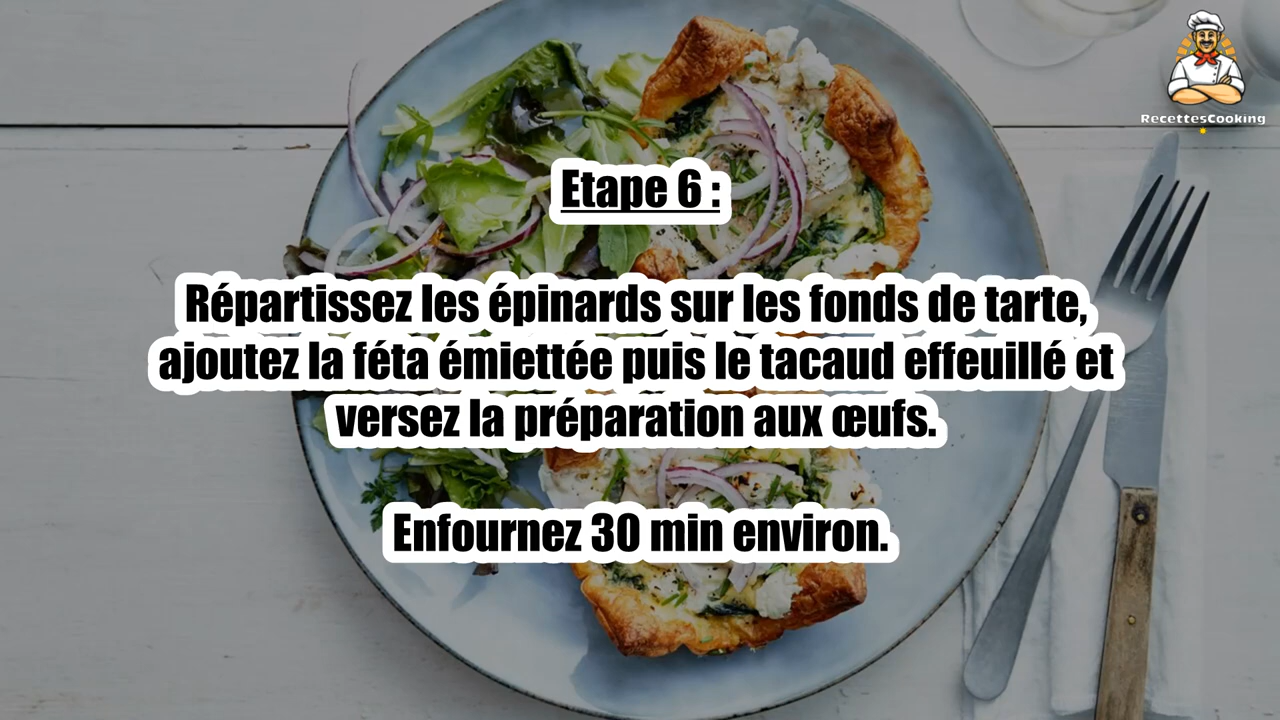 RecettesCooking
Etape 6 :
Répartissez les épinards sur les fonds de tarte,
ajoutez la féta émiettée puis le tacaud effeuillé et
versez la préparation aux œufs.
Enfournez 30 min environ.